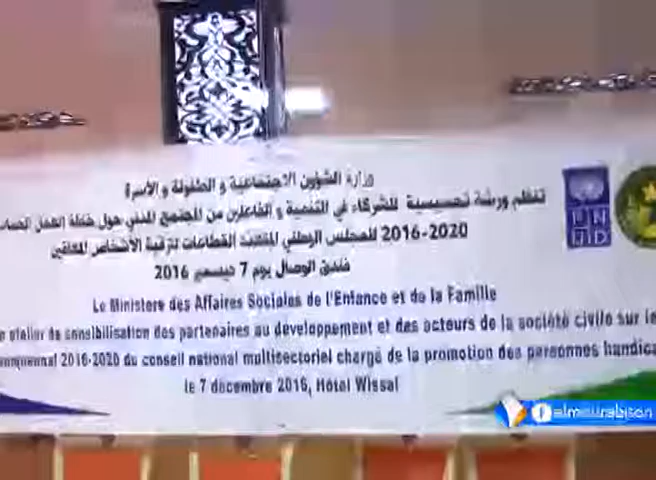 وزارة الشؤون الاجتماعية و الطفولة و الأسرة
تنظم ورشة تحسيسية للشركاء في التنمية و الفاعلين من المجتمع المدني حول خطة العمل
2016-2020 للمجلس الوطني المتعدد القطاعات لترقية الأشخاص المعاقين
فندق الوصال يوم 7 ديسمبر 2016
UN
Le Ministere des Affaires Sociales de l'Enfance et de la Famille
atelier de sensibilisation des partenaires au developpement et des acteurs de la société civile sur le
2016-2020 du conseil national multisectoriel chargé de la promotion des personnes handica
le 7 décembre 2016, Hôtel Wissal